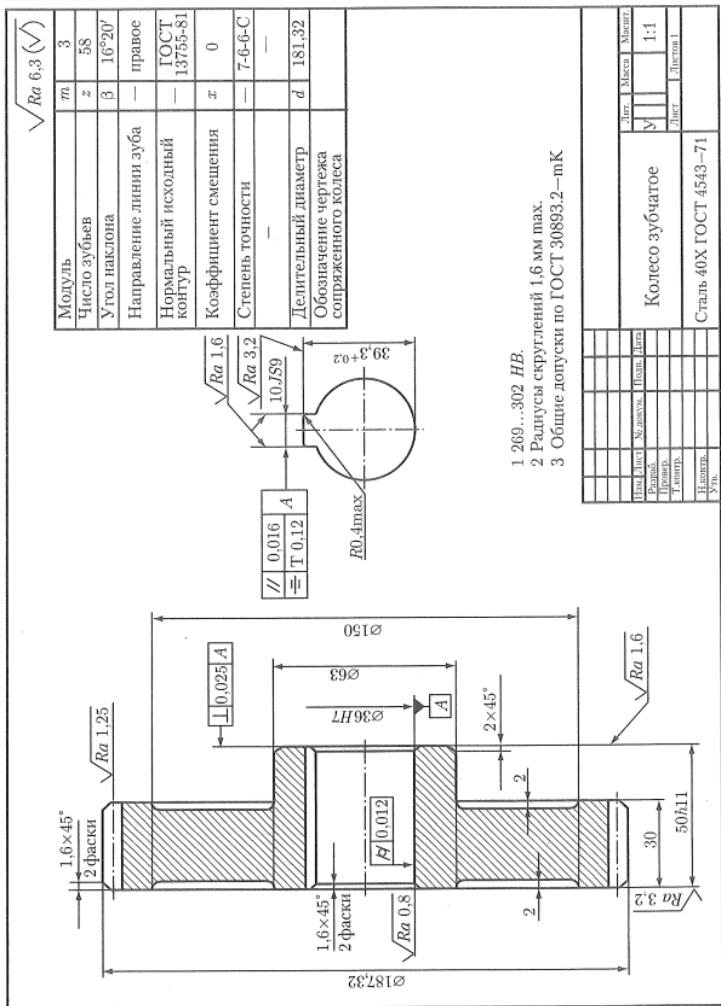 Ra 6,3 (√)
Модуль m 3
Число зубьев z 58
Угол наклона β 16°20′
Направление линии зуба — правое
Нормальный исходный
контур — ГОСТ
13755-81
Коэффициент смещения x 0
Степень точности — 7-6-6-С
— —
Делительный диаметр d 181,32
Обозначение чертежа
сопряженного колеса
1,6×45°
2 фаски
Ra 1,25
⊥ 0,025 A
1,6×45°
2 фаски
Ra 0,8
⌭ 0,012
⌀187,32
⌀36H7
⌀63
⌀150
A
2×45°
2
2
30
50h11
Ra 3,2
Ra 1,6
// 0,016 A
⌯ T 0,12
Ra 1,6
Ra 3,2
10JS9
39,3+0,2
R0,4max
1 269...302 HB.
2 Радиусы скруглений 1,6 мм max.
3 Общие допуски по ГОСТ 30893.2—mK
Изм. Лист № докум. Подп. Дата
Разраб.
Провер.
Т.контр.
Н.контр.
Утв.
Колесо зубчатое
Сталь 40Х ГОСТ 4543—71
Лит. Масса Масшт.
У 1:1
Лист Листов 1